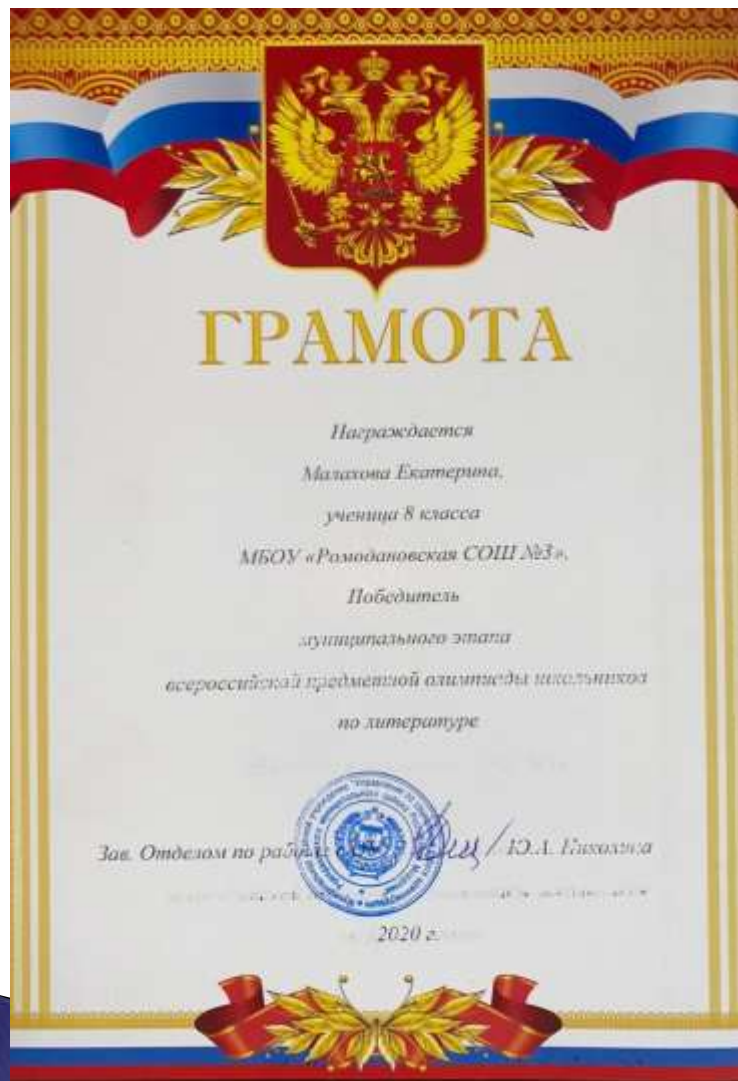 ГРАМОТА
Награждается
Малахова Екатерина,
ученица 8 класса
МБОУ «Ромодановская СОШ №3»,
Победитель
муниципального этапа
всероссийской предметной олимпиады школьников
по литературе
Зав. Отделом по работе / Ю.А.
2020 г.